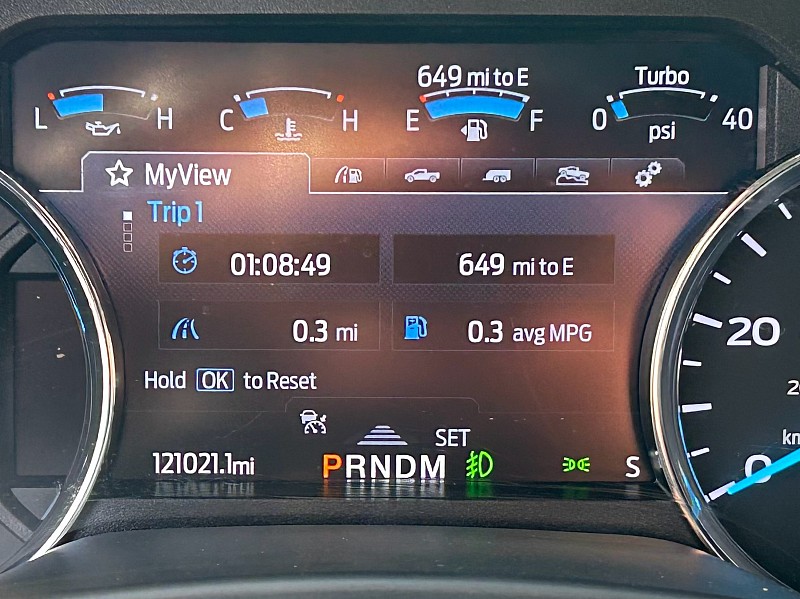 649 mi to E
Turbo
L H
C H
E F
0 40
psi
MyView
Trip 1
01:08:49
649 mi to E
0.3 mi
0.3 avg MPG
Hold OK to Reset
SET
121021.1mi
PRNDM
S
20
0